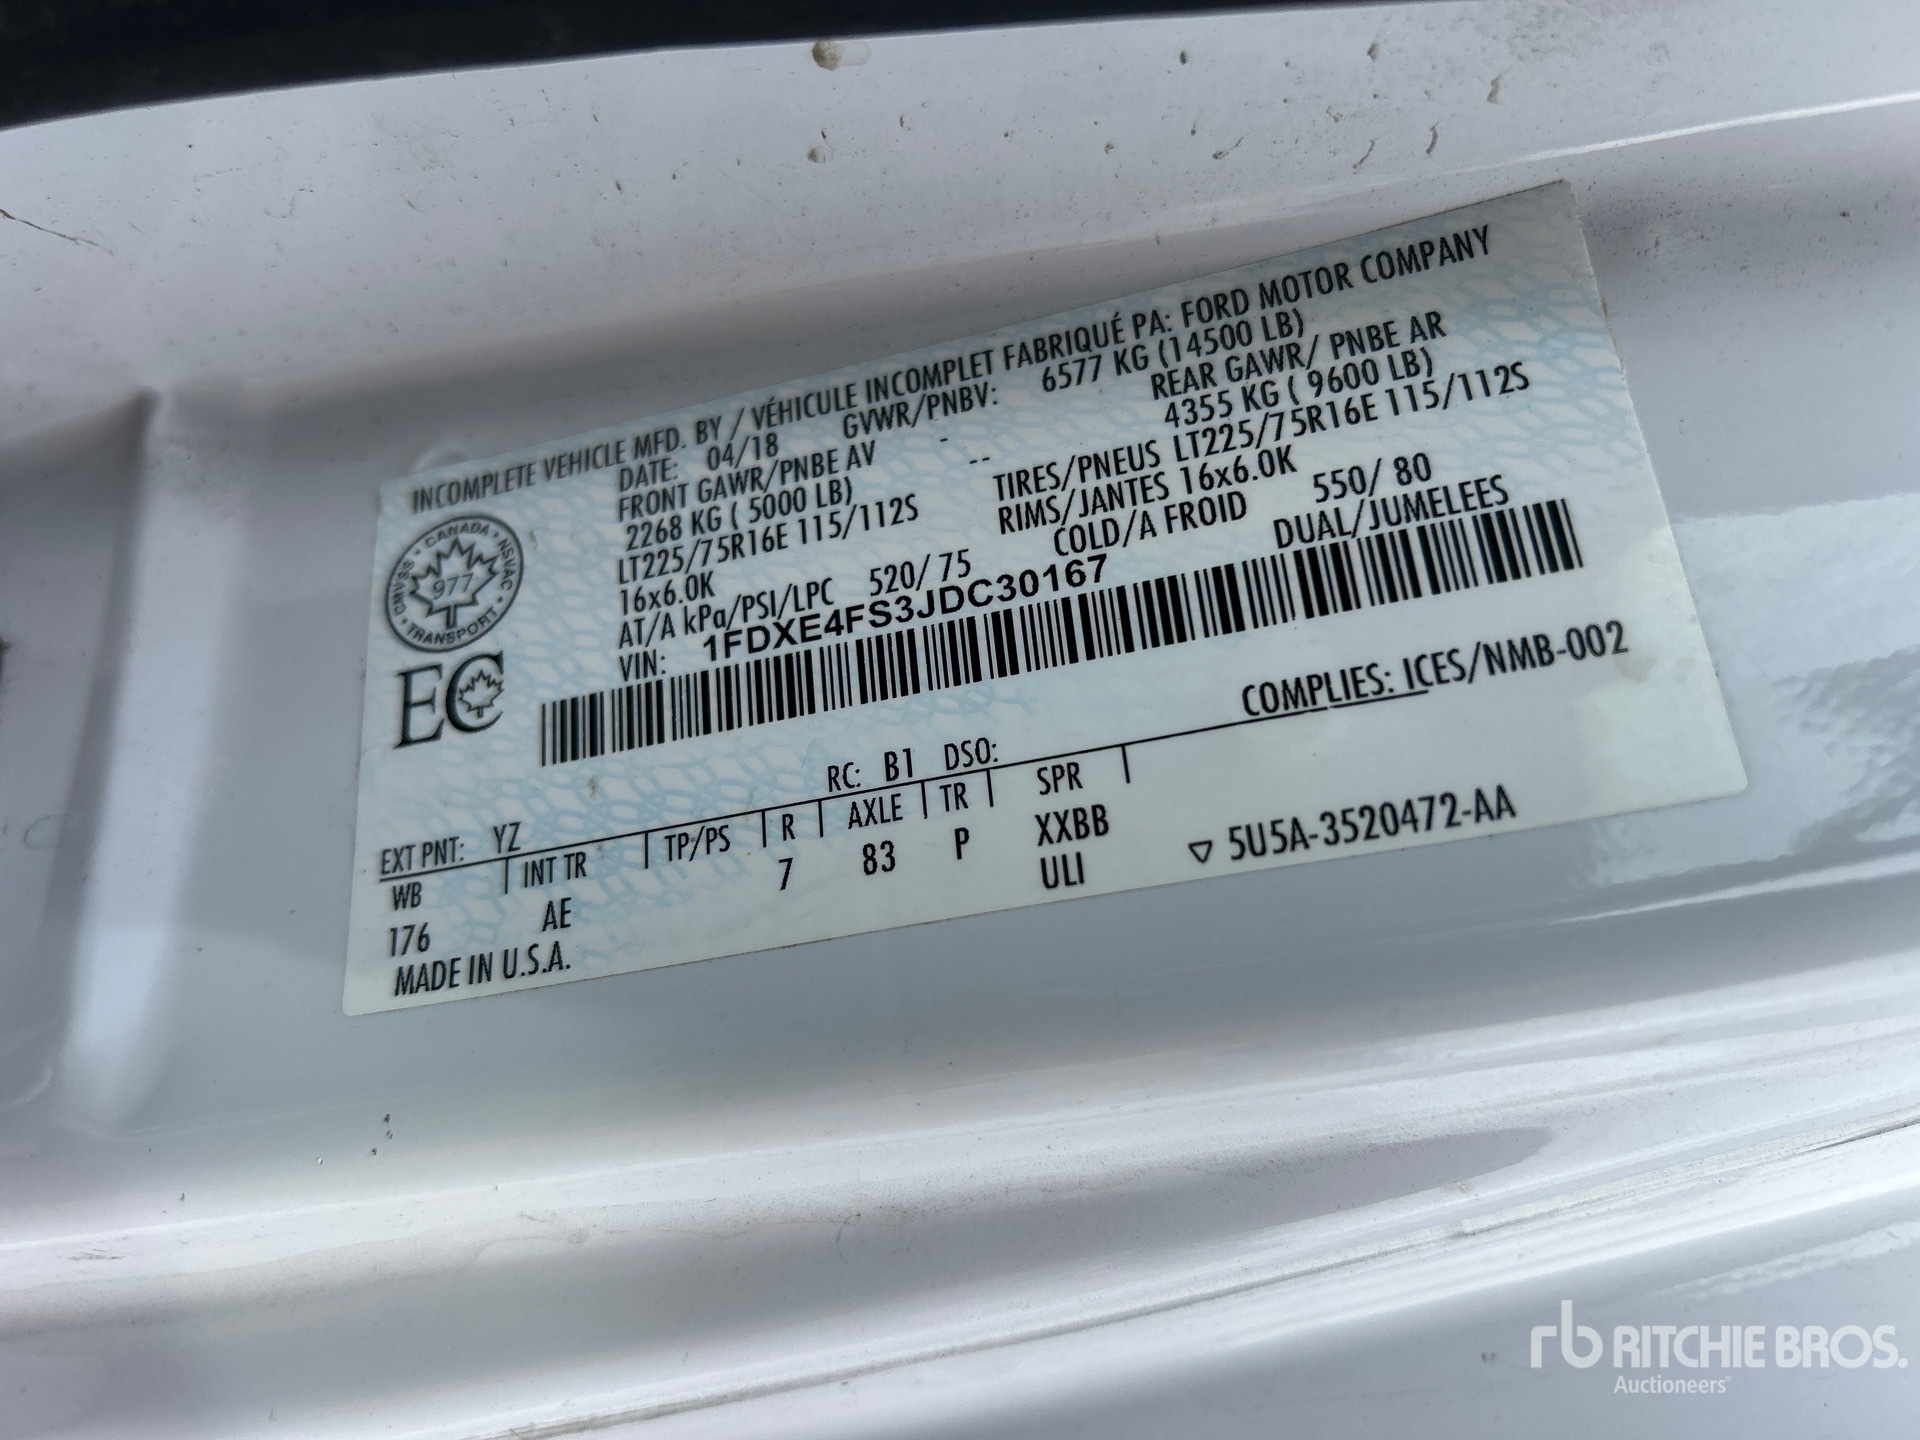 INCOMPLETE VEHICLE MFD. BY / VÉHICULE INCOMPLET FABRIQUÉ PA: FORD MOTOR COMPANY
DATE: 04/18 GVWR/PNBV: 6577 KG (14500 LB)
FRONT GAWR/PNBE AV - REAR GAWR/ PNBE AR
2268 KG ( 5000 LB) -- 4355 KG ( 9600 LB)
LT225/75R16E 115/112S TIRES/PNEUS LT225/75R16E 115/112S
16x6.0K RIMS/JANTES 16x6.0K
AT/A kPa/PSI/LPC 520/ 75 COLD/A FROID 550/ 80
VIN: 1FDXE4FS3JDC30167 DUAL/JUMELEES
CANADA
NSVAC
TRANSPORT
CMVSS
977
EC
COMPLIES: ICES/NMB-002
RC: B1 DSO:
EXT PNT: YZ
WB INT TR TP/PS R AXLE TR SPR
176 AE 7 83 P XXBB
ULI
▽ 5U5A-3520472-AA
MADE IN U.S.A.
rb RITCHIE BROS.
Auctioneers